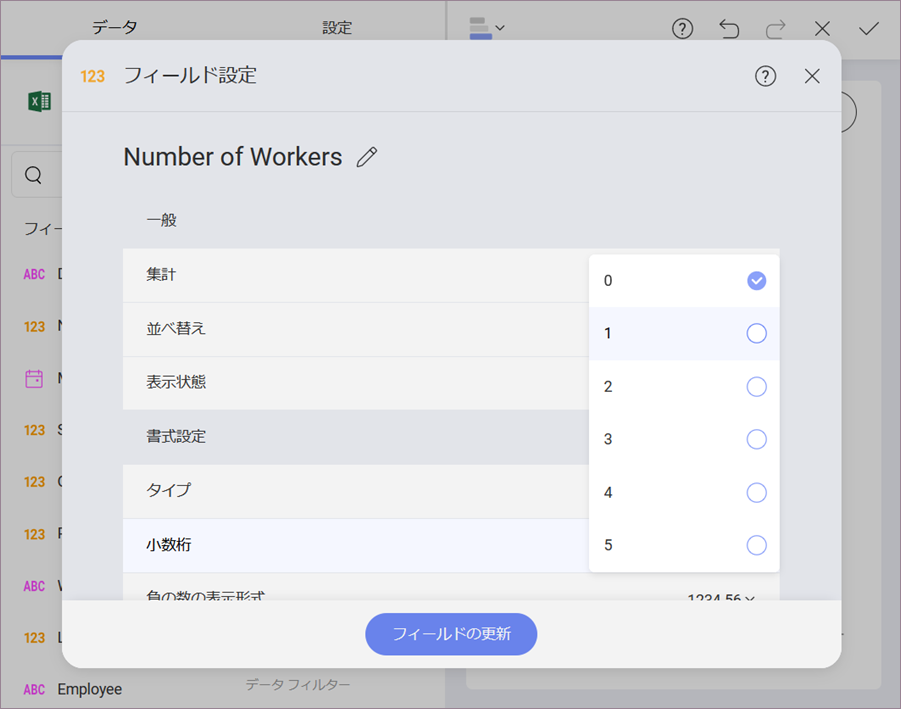 データ 設定
123 フィールド設定
Number of Workers
一般
集計
並べ替え
表示状態
書式設定
タイプ
小数桁
負の数の表示形式 1234.56
0
1
2
3
4
5
フィー
ABC
123
123
123
123
ABC
123
ABC Employee
データ フィルター
フィールドの更新